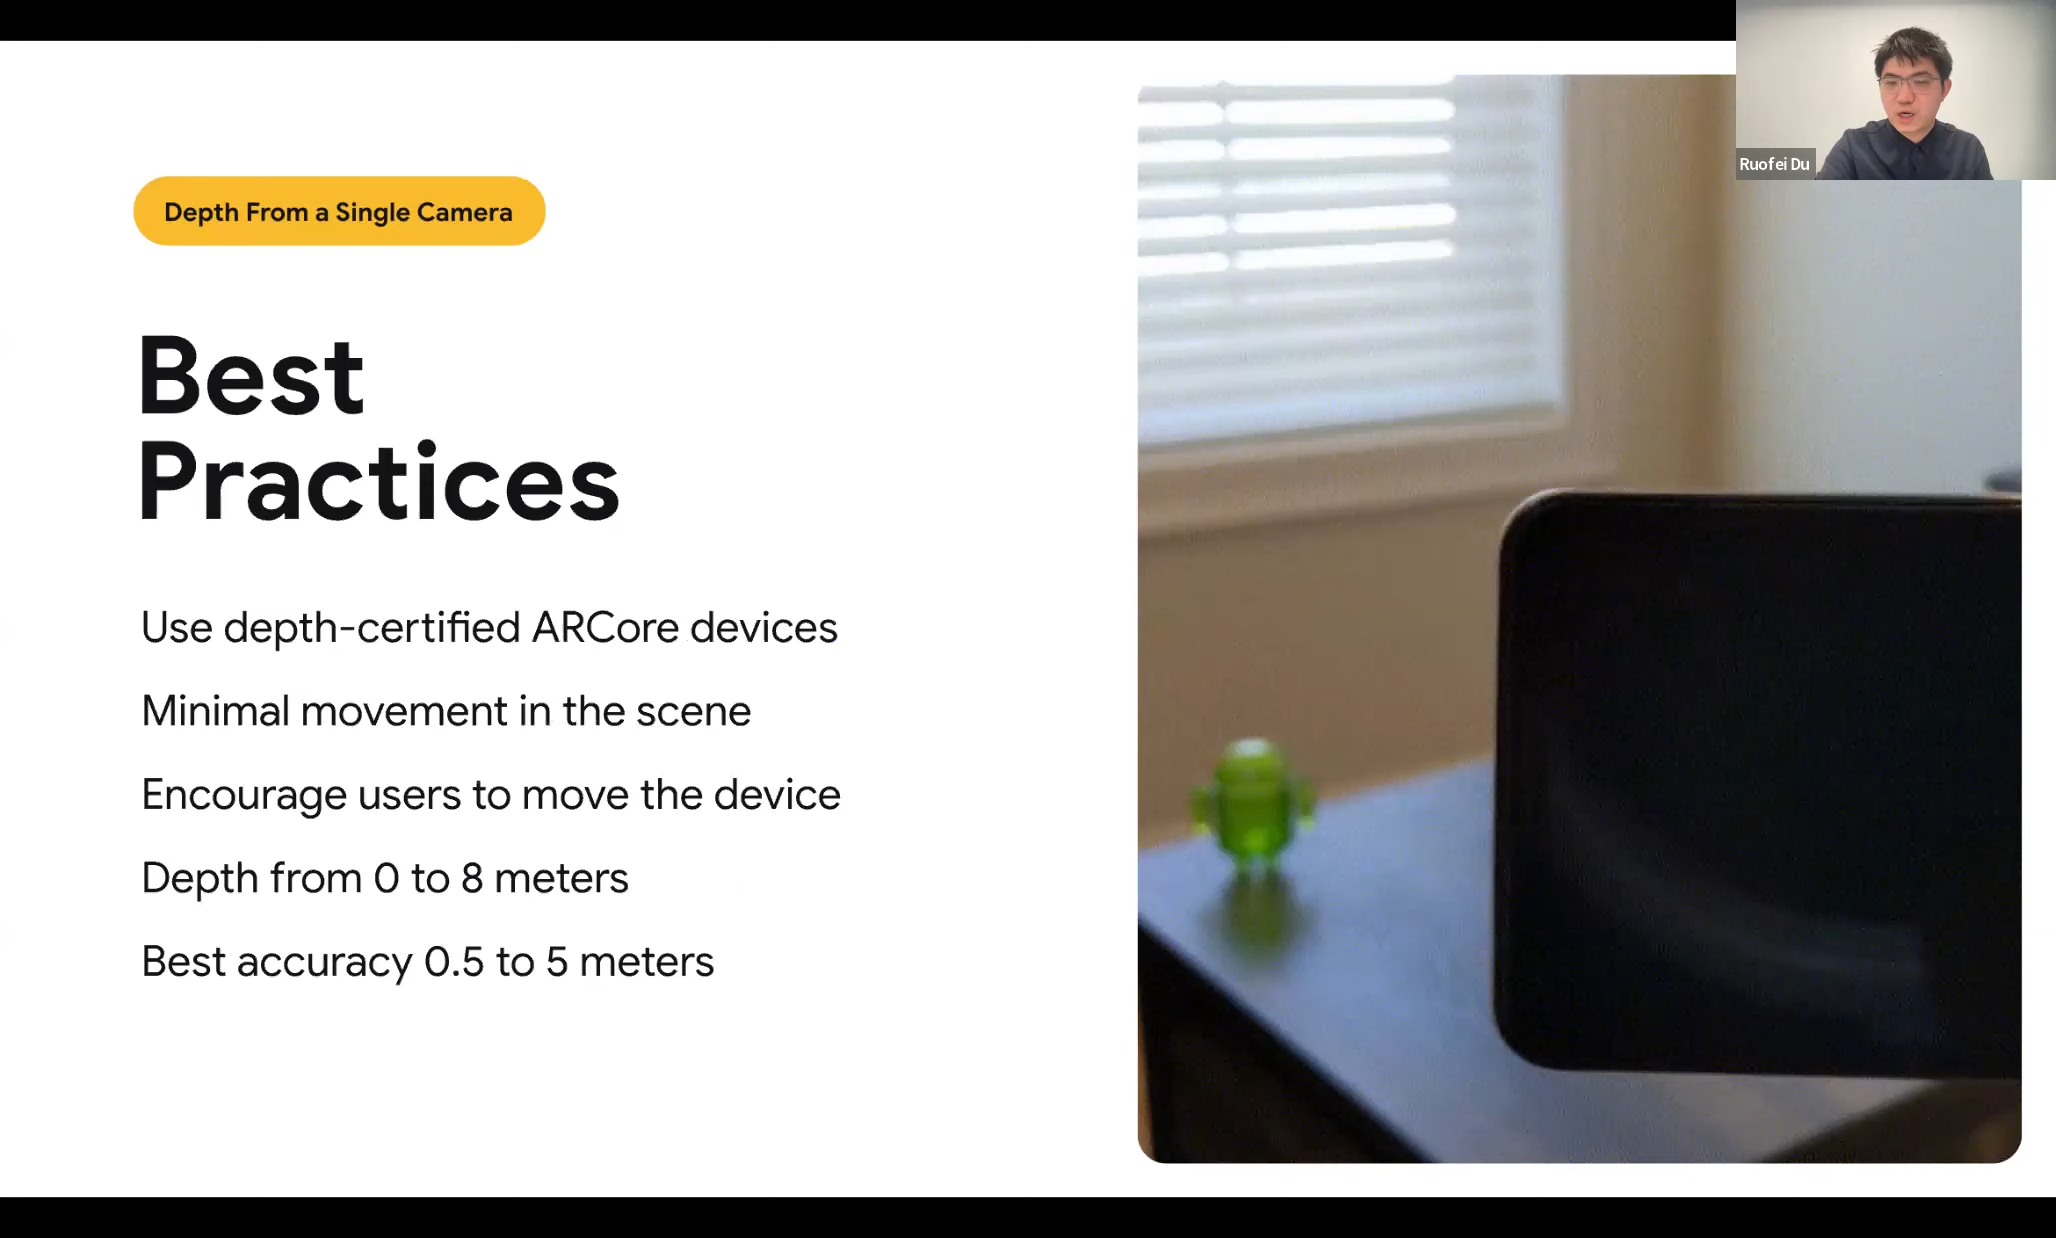 Ruofei Du
Depth From a Single Camera
Best
Practices
Use depth-certified ARCore devices
Minimal movement in the scene
Encourage users to move the device
Depth from 0 to 8 meters
Best accuracy 0.5 to 5 meters